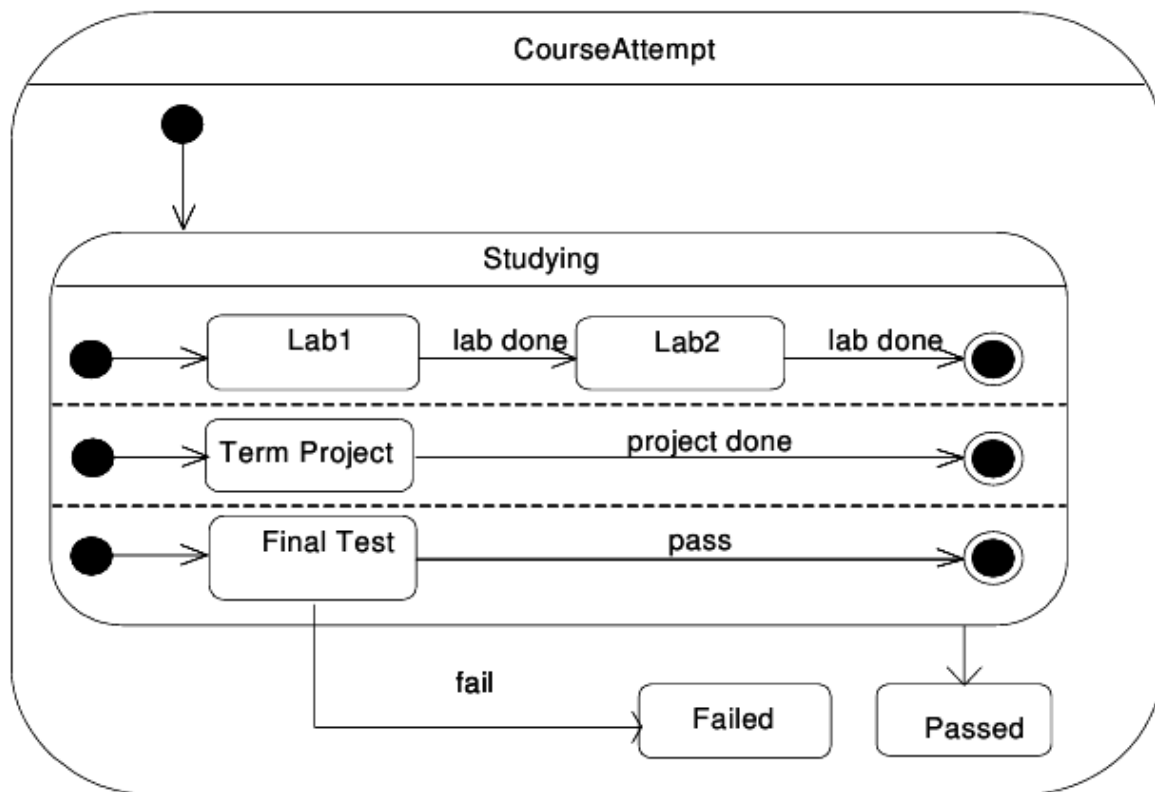 CourseAttempt
Studying
Lab1
lab done
Lab2
lab done
Term Project
project done
Final Test
pass
fail
Failed
Passed